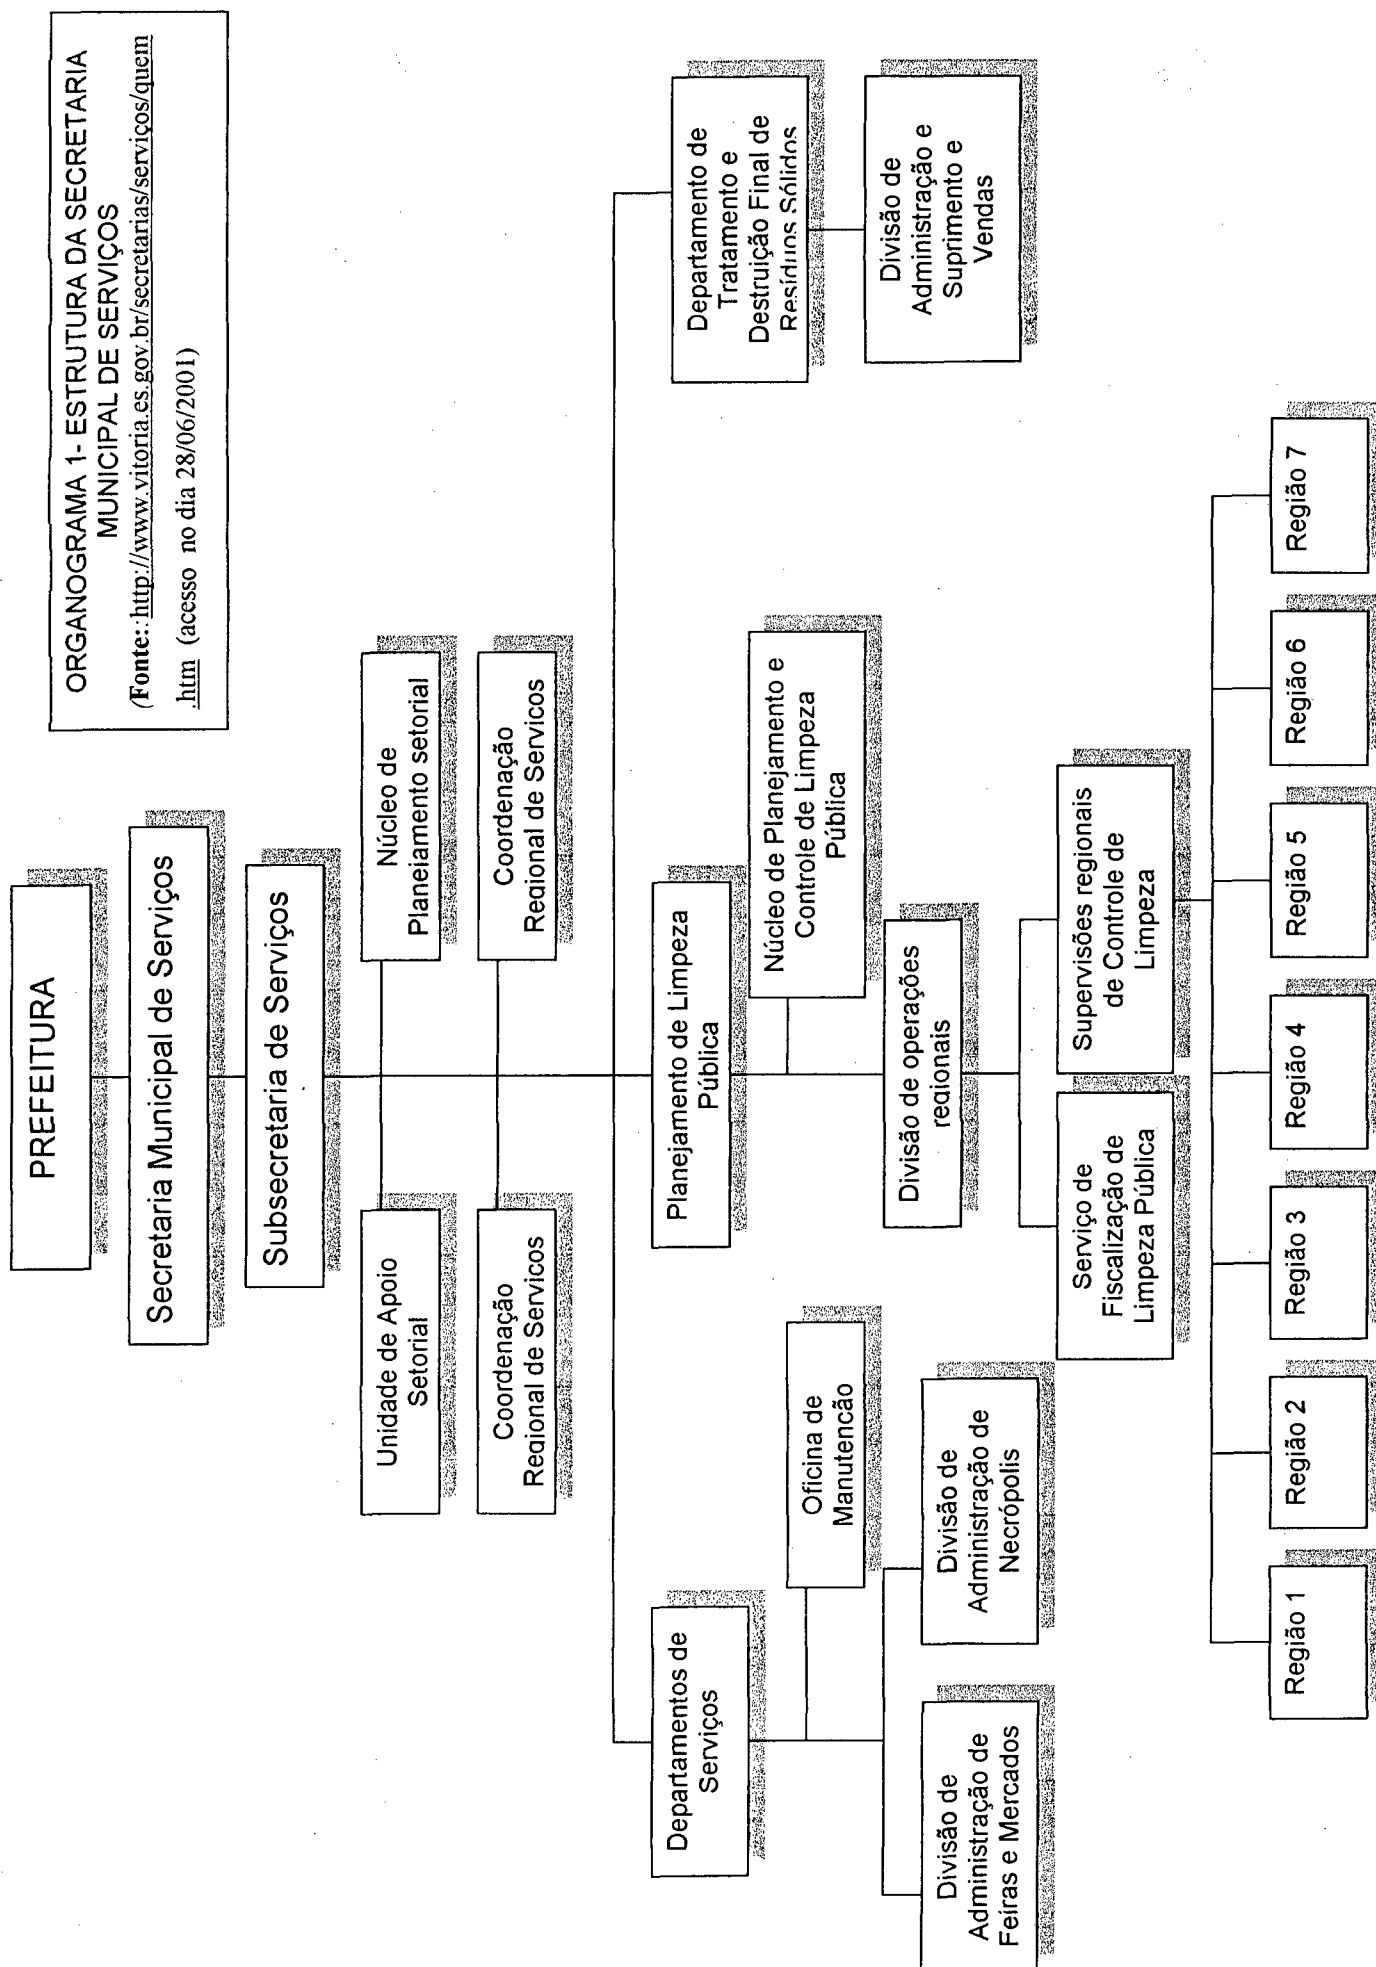 ORGANOGRAMA 1- ESTRUTURA DA SECRETARIA
MUNICIPAL DE SERVIÇOS
(Fonte:: http://www.vitoria.es.gov.br/secretarias/serviços/quem
.htm (acesso no dia 28/06/2001)
PREFEITURA
Secretaria Municipal de Serviços
Subsecretaria de Serviços
Unidade de Apoio
Setorial
Núcleo de
Planejamento setorial
Coordenação
Regional de Servicos
Coordenação
Regional de Servicos
Departamentos de
Serviços
Planejamento de Limpeza
Pública
Departamento de
Tratamento e
Destruição Final de
Resíduos Sólidos
Oficina de
Manutencão
Núcleo de Planejamento e
Controle de Limpeza
Pública
Divisão de
Administração e
Suprimento e
Vendas
Divisão de
Administração de
Feiras e Mercados
Divisão de
Administração de
Necrópolis
Divisão de operações
regionais
Serviço de
Fiscalização de
Limpeza Pública
Supervisões regionais
de Controle de
Limpeza
Região 1
Região 2
Região 3
Região 4
Região 5
Região 6
Região 7